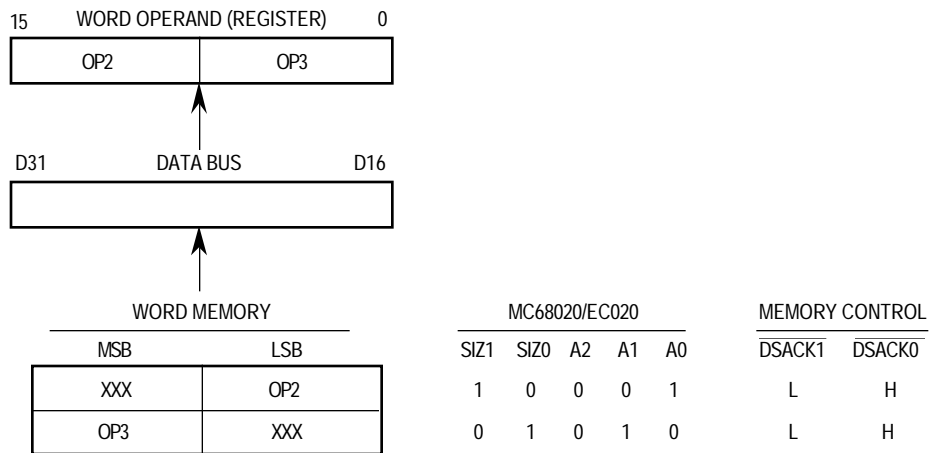 15 WORD OPERAND (REGISTER) 0
OP2 OP3
D31 DATA BUS D16
WORD MEMORY MC68020/EC020 MEMORY CONTROL
MSB LSB SIZ1 SIZ0 A2 A1 A0 DSACK1 DSACK0
XXX OP2 1 0 0 0 1 L H
OP3 XXX 0 1 0 1 0 L H